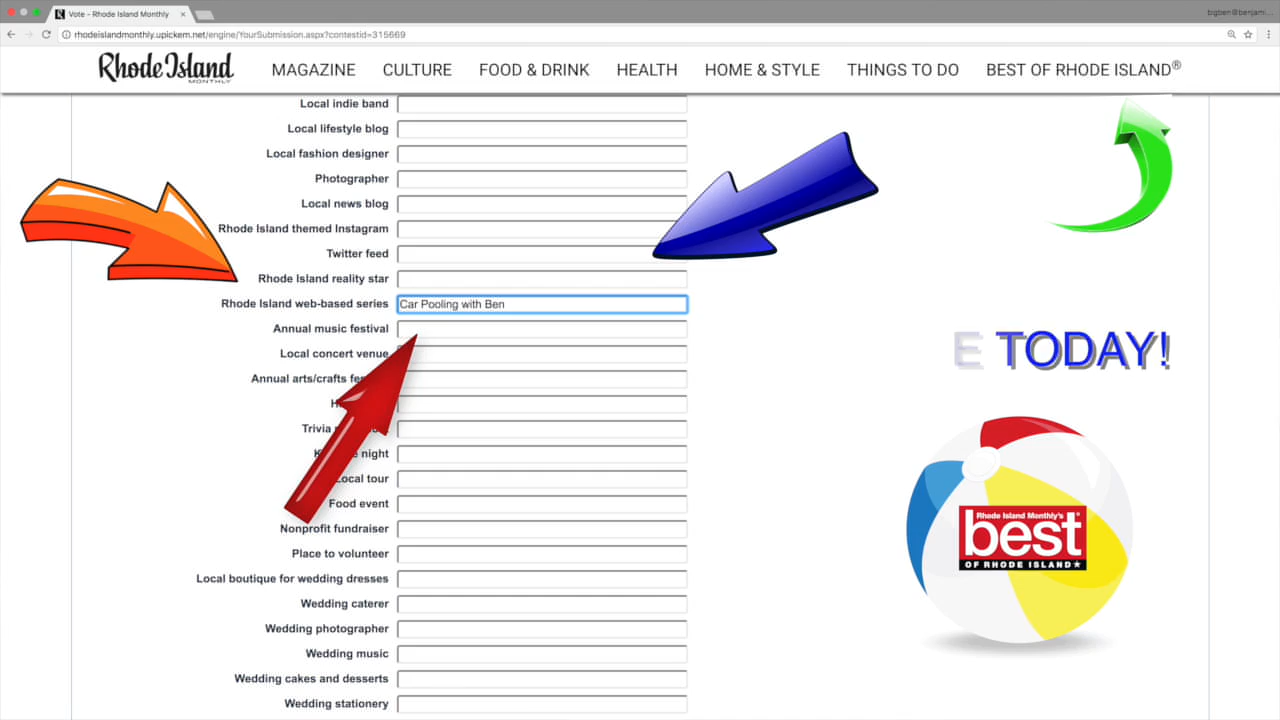 Vote - Rhode Island Monthly
rhodeislandmonthly.upickem.net/engine/YourSubmission.aspx?contestid=315669
Rhode Island
MONTHLY
MAGAZINE CULTURE FOOD & DRINK HEALTH HOME & STYLE THINGS TO DO BEST OF RHODE ISLAND®
Local indie band
Local lifestyle blog
Local fashion designer
Photographer
Local news blog
Rhode Island themed Instagram
Twitter feed
Rhode Island reality star
Rhode Island web-based series Car Pooling with Ben
Annual music festival
Local concert venue
Annual arts/crafts
Trivia
night
Local tour
Food event
Nonprofit fundraiser
Place to volunteer
Local boutique for wedding dresses
Wedding caterer
Wedding photographer
Wedding music
Wedding cakes and desserts
Wedding stationery
E TODAY!
Rhode Island Monthly's
best®
OF RHODE ISLAND★